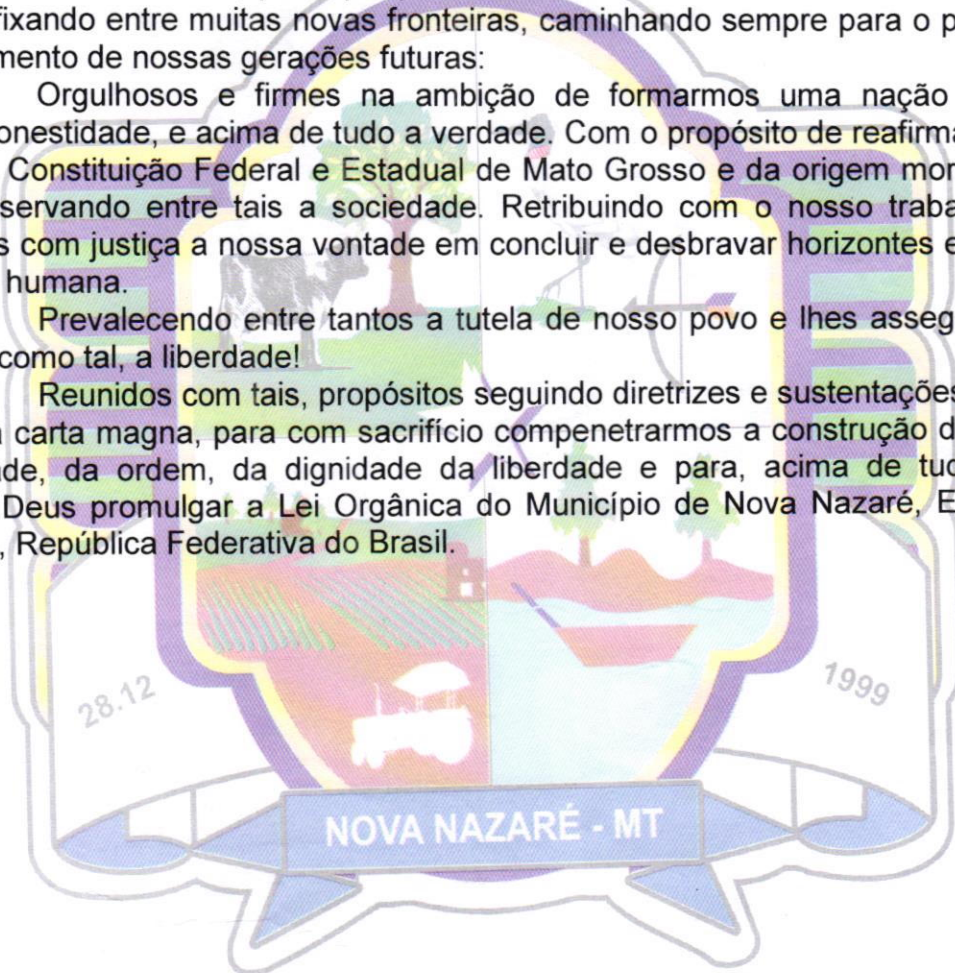 fixando entre muitas novas fronteiras, caminhando sempre para o p
mento de nossas gerações futuras:
Orgulhosos e firmes na ambição de formarmos uma nação
onestidade, e acima de tudo a verdade. Com o propósito de reafirma
Constituição Federal e Estadual de Mato Grosso e da origem mor
servando entre tais a sociedade. Retribuindo com o nosso traba
s com justiça a nossa vontade em concluir e desbravar horizontes e
humana.
Prevalecendo entre tantos a tutela de nosso povo e lhes asseg
como tal, a liberdade!
Reunidos com tais, propósitos seguindo diretrizes e sustentações
a carta magna, para com sacrifício compenetrarmos a construção d
ade, da ordem, da dignidade da liberdade e para, acima de tud
Deus promulgar a Lei Orgânica do Município de Nova Nazaré, E
, República Federativa do Brasil.
28.12
1999
NOVA NAZARÉ - MT